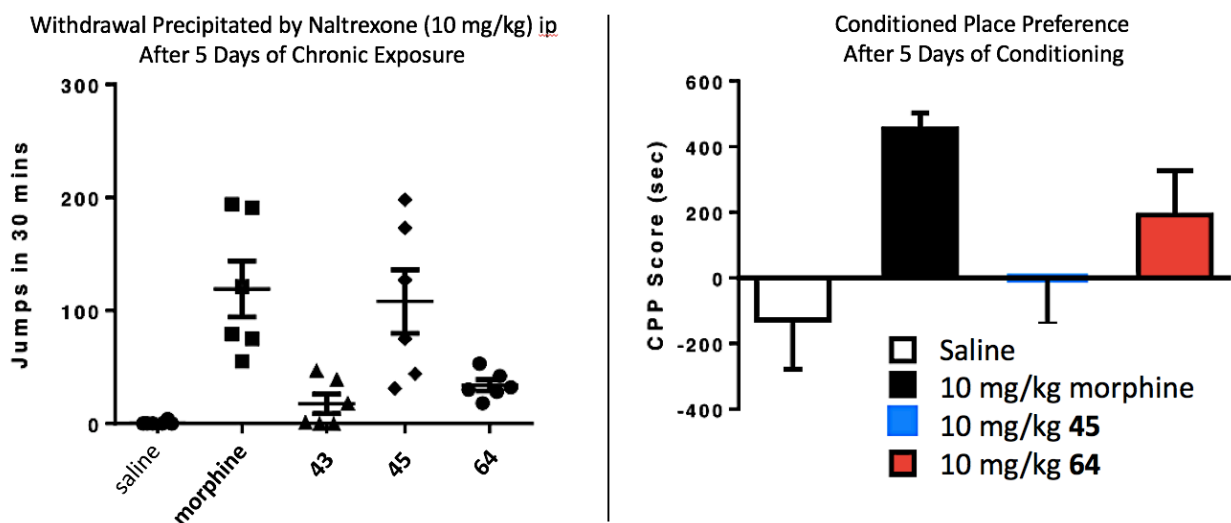 Withdrawal Precipitated by Naltrexone (10 mg/kg) ip
After 5 Days of Chronic Exposure
300
200
100
0
Jumps in 30 mins
saline
morphine
43
45
64
Conditioned Place Preference
After 5 Days of Conditioning
600
400
200
0
-200
-400
CPP Score (sec)
Saline
10 mg/kg morphine
10 mg/kg 45
10 mg/kg 64